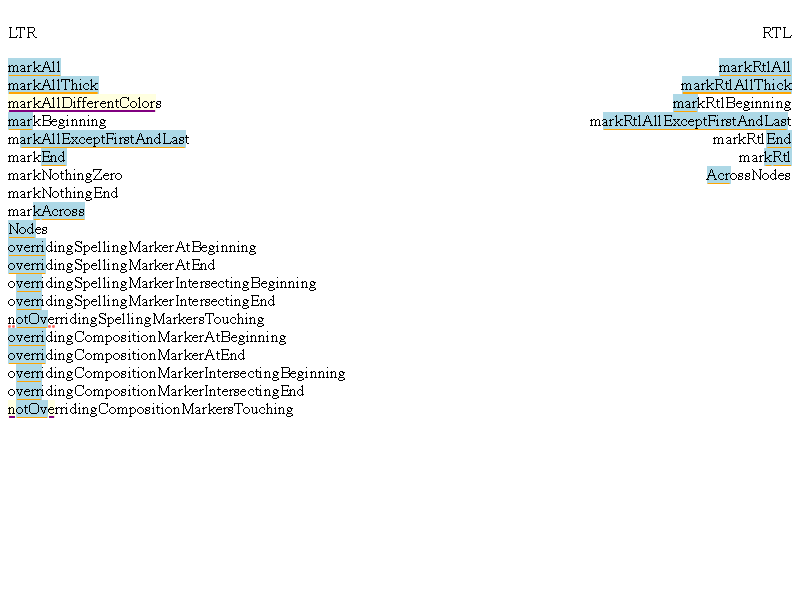 LTR
markAll
markAllThick
markAllDifferentColors
markBeginning
markAllExceptFirstAndLast
markEnd
markNothingZero
markNothingEnd
markAcross
Nodes
overridingSpellingMarkerAtBeginning
overridingSpellingMarkerAtEnd
overridingSpellingMarkerIntersectingBeginning
overridingSpellingMarkerIntersectingEnd
notOverridingSpellingMarkersTouching
overridingCompositionMarkerAtBeginning
overridingCompositionMarkerAtEnd
overridingCompositionMarkerIntersectingBeginning
overridingCompositionMarkerIntersectingEnd
notOverridingCompositionMarkersTouching
RTL
markRtlAll
markRtlAllThick
markRtlBeginning
markRtlAllExceptFirstAndLast
markRtlEnd
markRtl
AcrossNodes